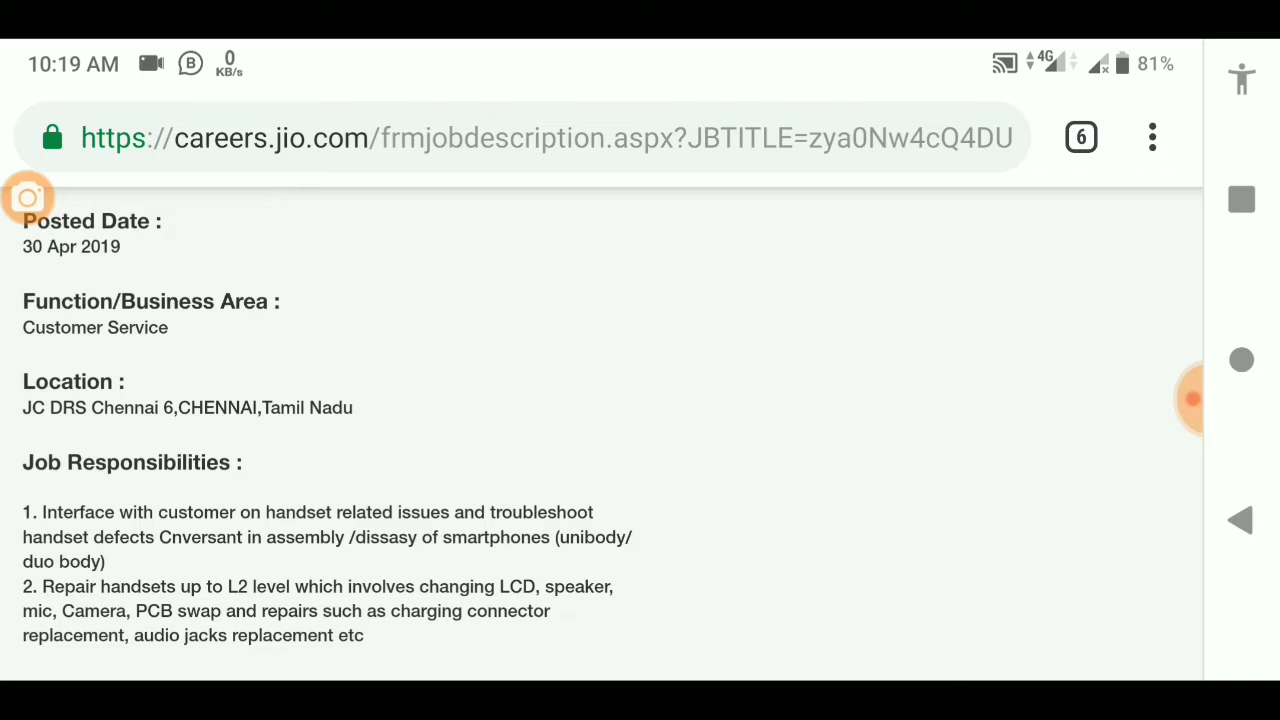 10:19 AM B 0 KB/s 4G 81%
https://careers.jio.com/frmjobdescription.aspx?JBTITLE=zya0Nw4cQ4DU 6
Posted Date :
30 Apr 2019
Function/Business Area :
Customer Service
Location :
JC DRS Chennai 6,CHENNAI,Tamil Nadu
Job Responsibilities :
1. Interface with customer on handset related issues and troubleshoot
handset defects Cnversant in assembly /dissasy of smartphones (unibody/
duo body)
2. Repair handsets up to L2 level which involves changing LCD, speaker,
mic, Camera, PCB swap and repairs such as charging connector
replacement, audio jacks replacement etc